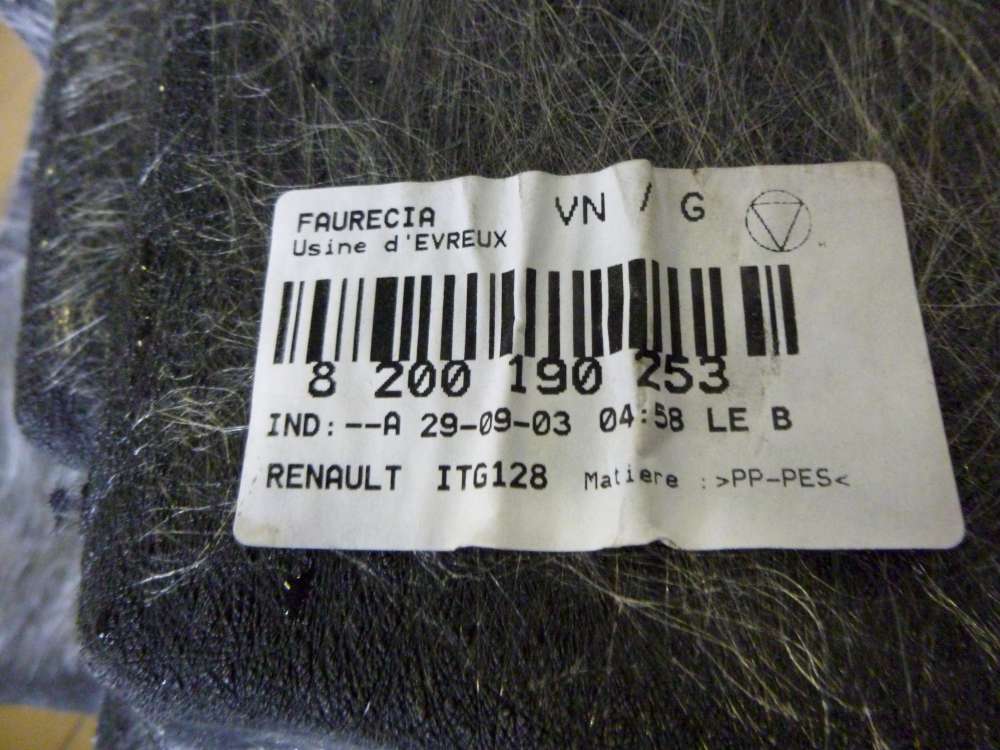 FAURECIA VN / G
Usine d'EVREUX
8 200 190 253
IND:--A 29-09-03 04:58 LE B
RENAULT ITG128 Matiere :>PP-PES<